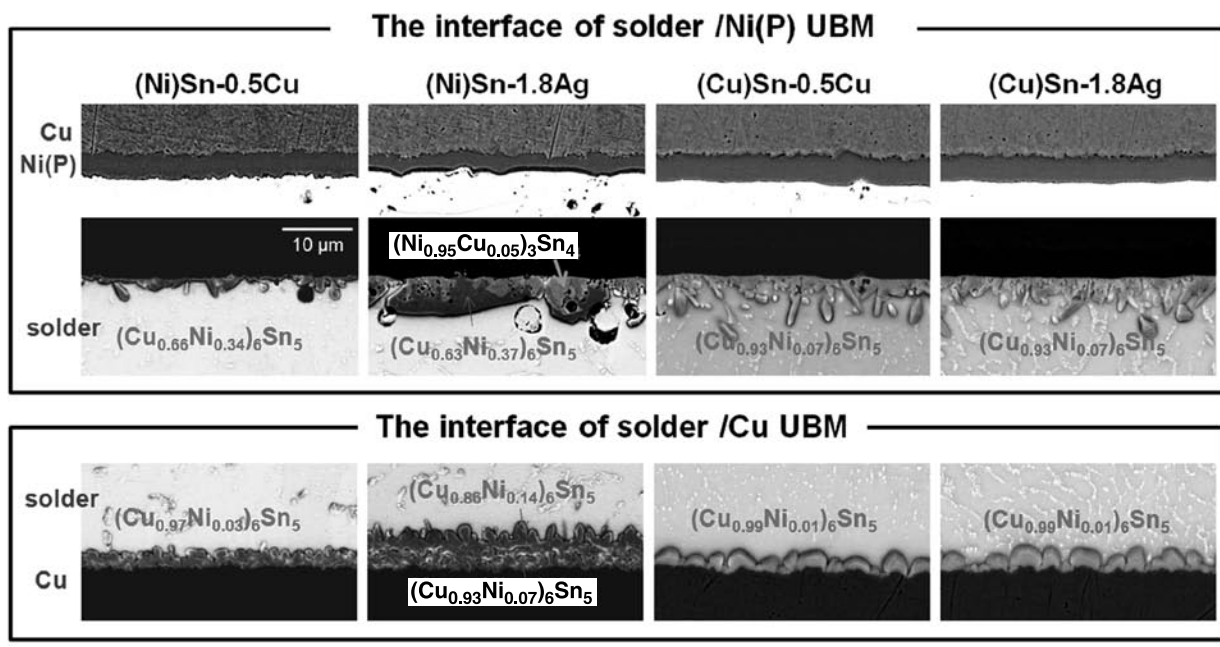 The interface of solder /Ni(P) UBM
(Ni)Sn-0.5Cu (Ni)Sn-1.8Ag (Cu)Sn-0.5Cu (Cu)Sn-1.8Ag
Cu
Ni(P)
10 µm
(Ni0.95Cu0.05)3Sn4
solder
(Cu0.66Ni0.34)6Sn5 (Cu0.63Ni0.37)6Sn5 (Cu0.93Ni0.07)6Sn5 (Cu0.93Ni0.07)6Sn5
The interface of solder /Cu UBM
solder
(Cu0.97Ni0.03)6Sn5 (Cu0.86Ni0.14)6Sn5 (Cu0.99Ni0.01)6Sn5 (Cu0.99Ni0.01)6Sn5
Cu
(Cu0.93Ni0.07)6Sn5